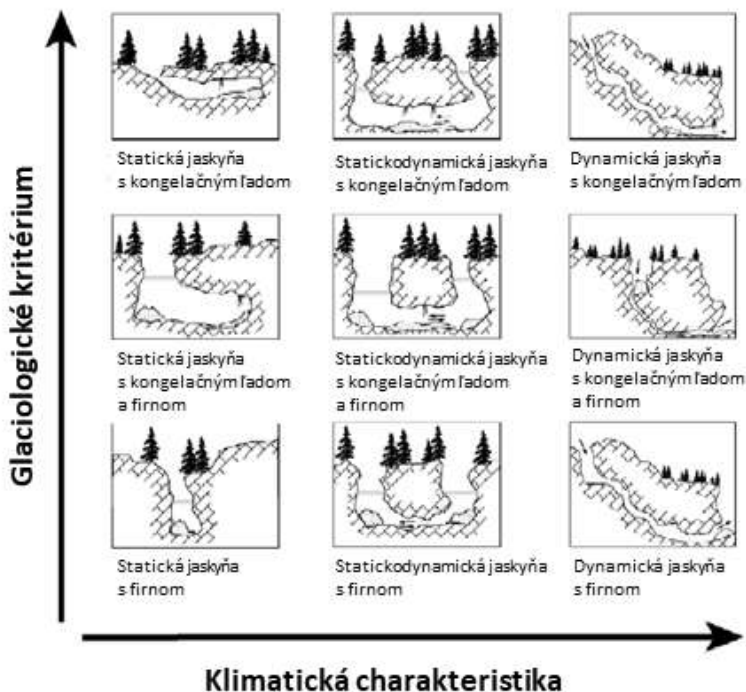 Glaciologické kritérium
Statická jaskyňa
s kongelačným ľadom
Statickodynamická jaskyňa
s kongelačným ľadom
Dynamická jaskyňa
s kongelačným ľadom
Statická jaskyňa
s kongelačným ľadom
a firnom
Statickodynamická jaskyňa
s kongelačným ľadom
a firnom
Dynamická jaskyňa
s kongelačným ľadom
a firnom
Statická jaskyňa
s firnom
Statickodynamická jaskyňa
s firnom
Dynamická jaskyňa
s firnom
Klimatická charakteristika